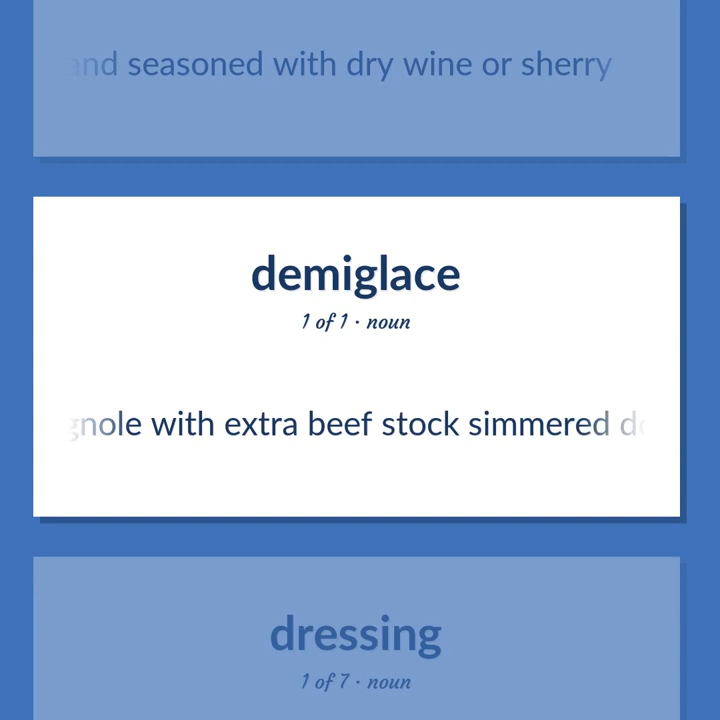 and seasoned with dry wine or sherry
demiglace
1 of 1 · noun
gnole with extra beef stock simmered do
dressing
1 of 7 · noun